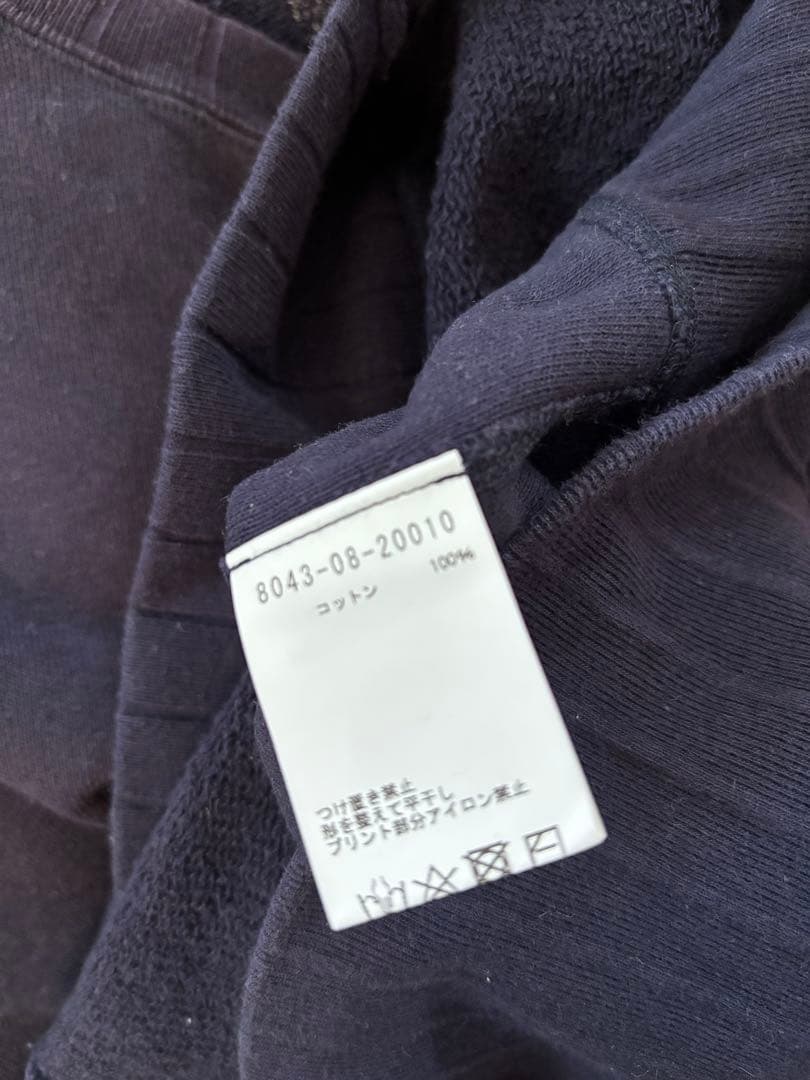 8043-08-20010
コットン 100%
つけ置き禁止
形を整えて平干し
プリント部分アイロン禁止